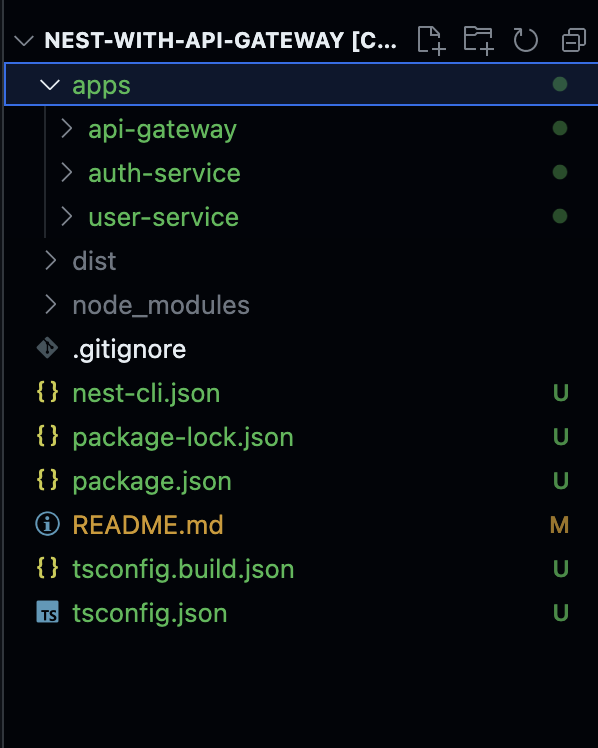 NEST-WITH-API-GATEWAY [C...
apps
api-gateway
auth-service
user-service
dist
node_modules
.gitignore
{} nest-cli.json U
{} package-lock.json U
{} package.json U
README.md M
{} tsconfig.build.json U
TS tsconfig.json U